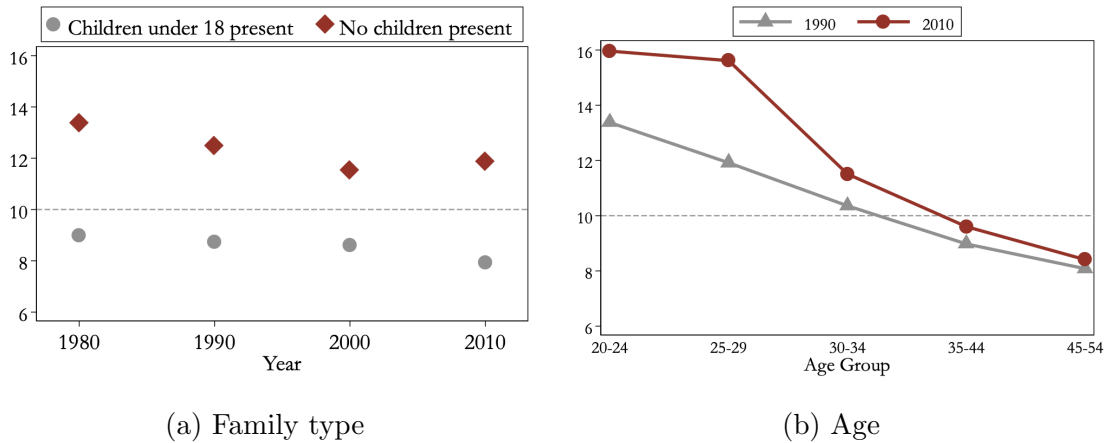 Children under 18 present No children present
16
14
12
10
8
6
1980 1990 2000 2010
Year
(a) Family type
1990 2010
16
14
12
10
8
6
20-24 25-29 30-34 35-44 45-54
Age Group
(b) Age